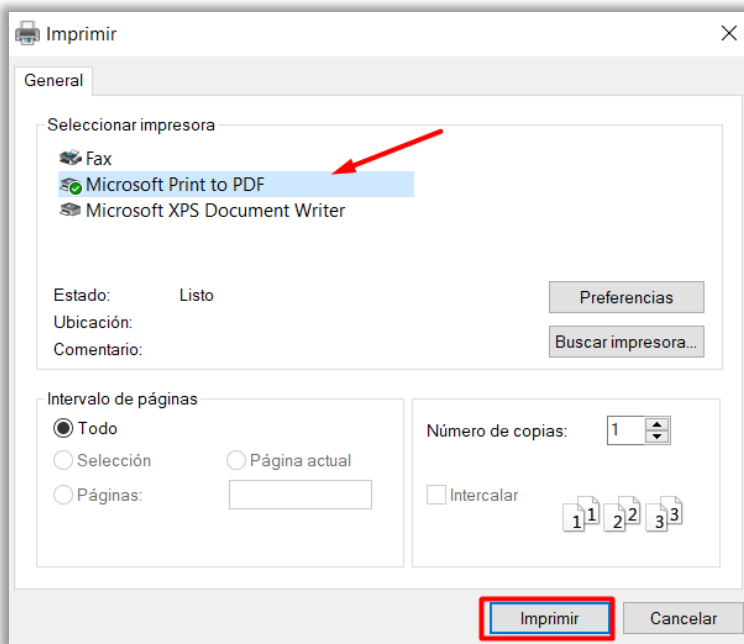 Imprimir
General
Seleccionar impresora
Fax
Microsoft Print to PDF
Microsoft XPS Document Writer
Estado: Listo
Preferencias
Ubicación:
Buscar impresora...
Comentario:
Intervalo de páginas
Todo
Selección Página actual
Páginas:
Número de copias: 1
Intercalar
1 1 2 2 3 3
Imprimir Cancelar